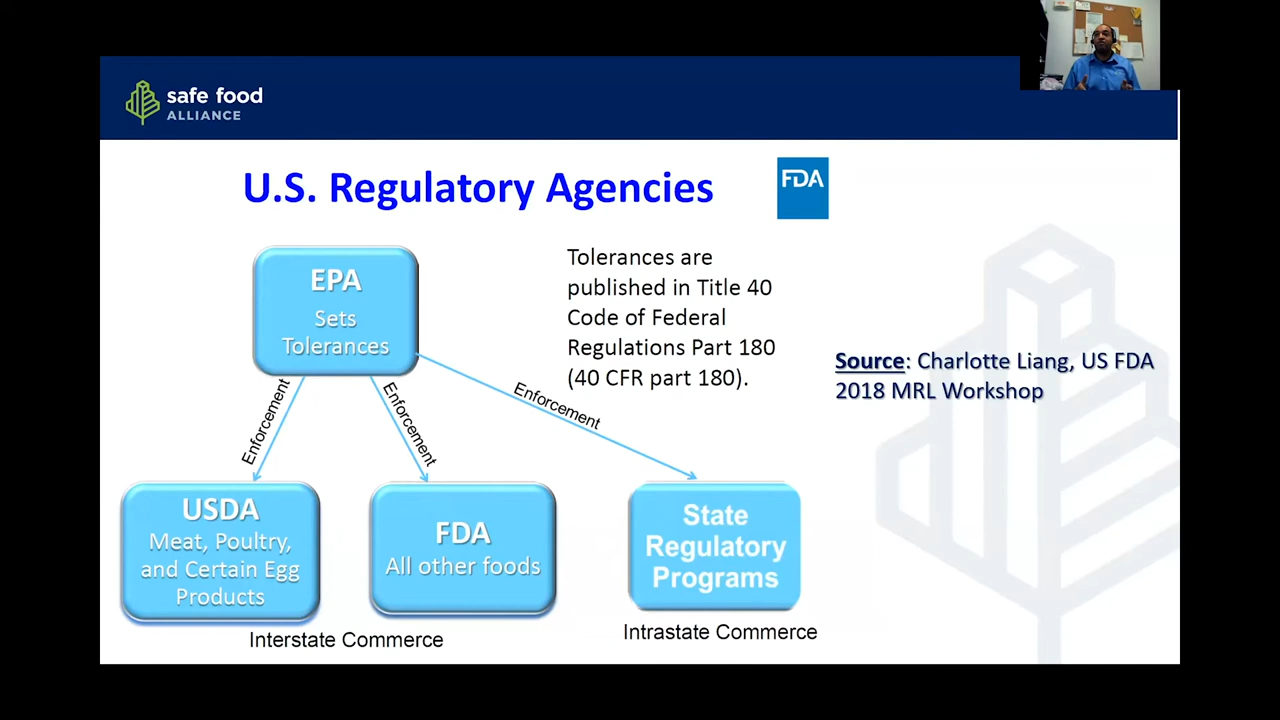 safe food
ALLIANCE
U.S. Regulatory Agencies
FDA
EPA
Sets
Tolerances
Tolerances are
published in Title 40
Code of Federal
Regulations Part 180
(40 CFR part 180).
Source: Charlotte Liang, US FDA
2018 MRL Workshop
Enforcement
Enforcement
Enforcement
USDA
Meat, Poultry,
and Certain Egg
Products
FDA
All other foods
State
Regulatory
Programs
Interstate Commerce
Intrastate Commerce